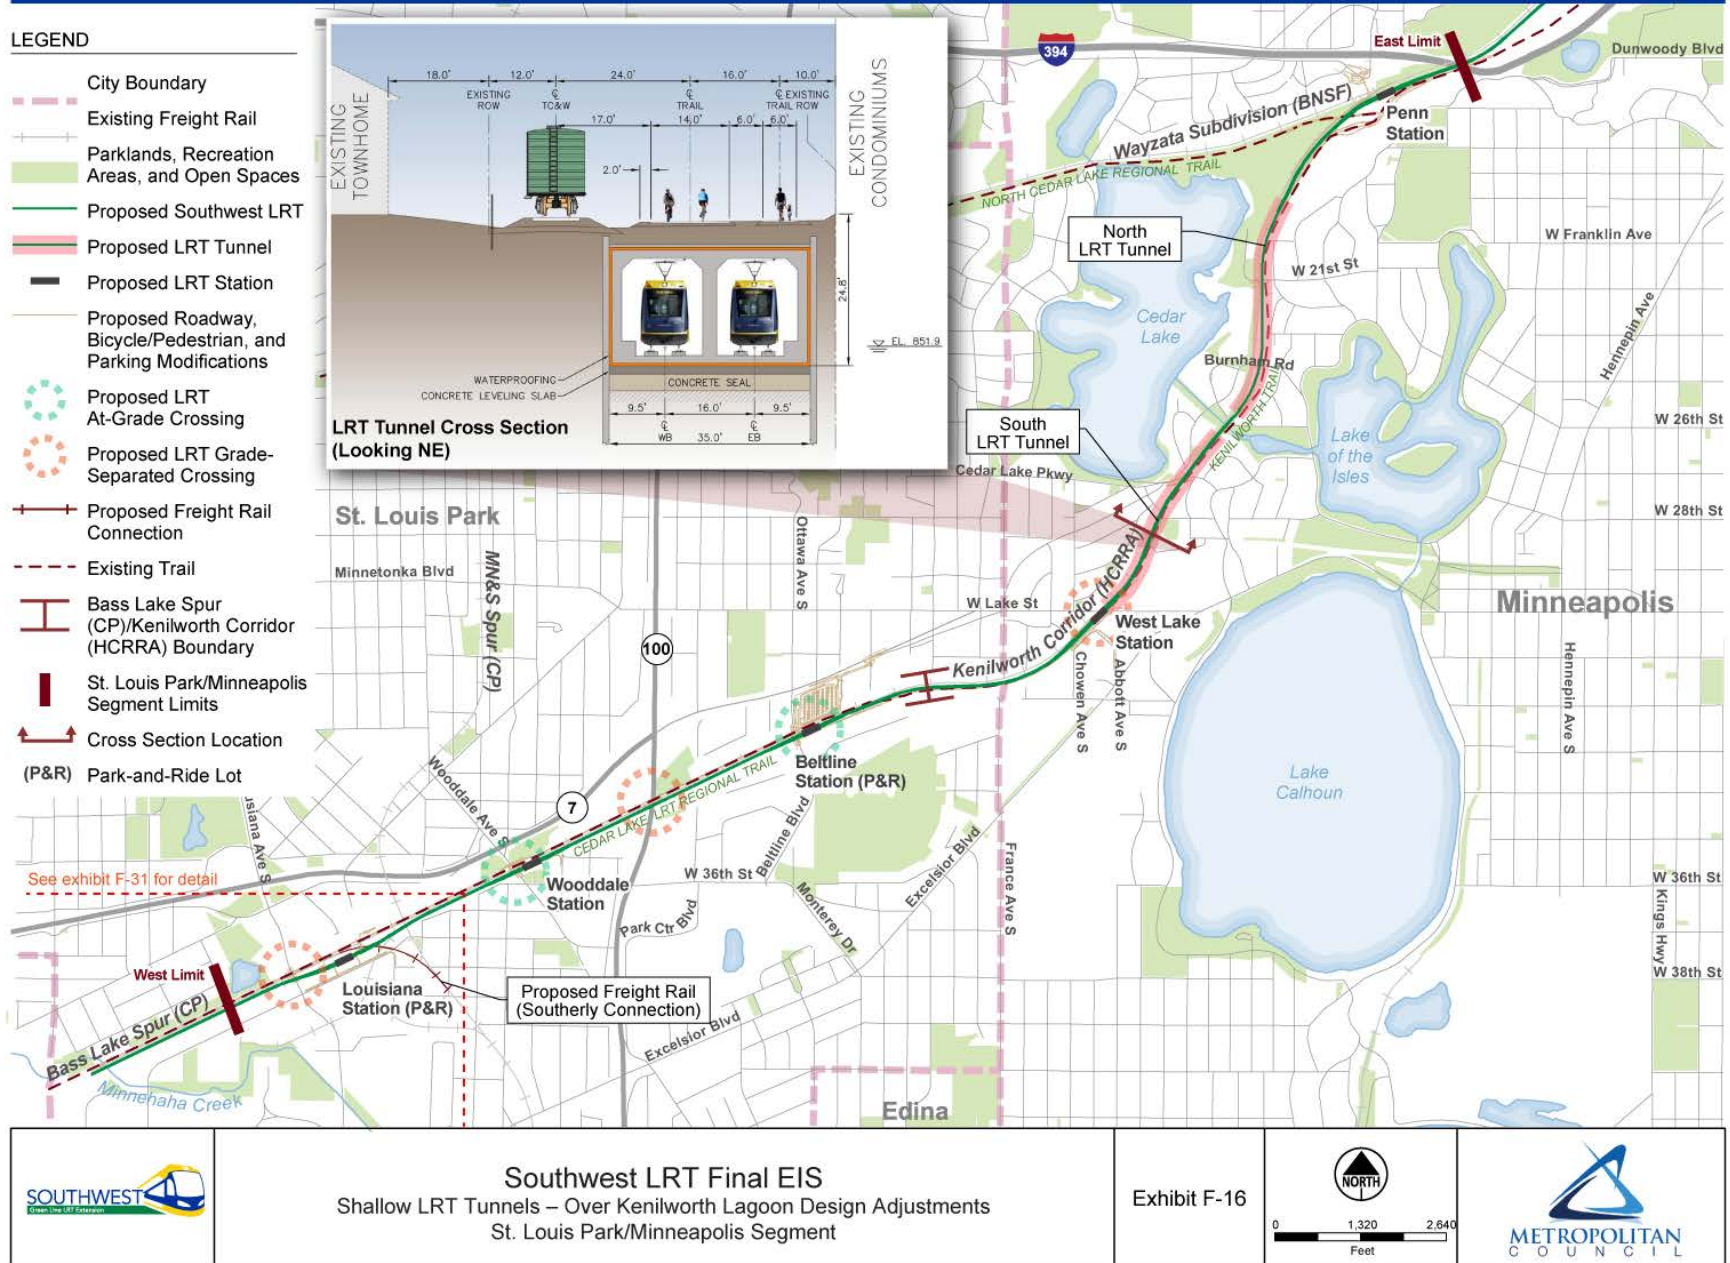 LEGEND
City Boundary
Existing Freight Rail
Parklands, Recreation
Areas, and Open Spaces
Proposed Southwest LRT
Proposed LRT Tunnel
Proposed LRT Station
Proposed Roadway,
Bicycle/Pedestrian, and
Parking Modifications
Proposed LRT
At-Grade Crossing
Proposed LRT Grade-
Separated Crossing
Proposed Freight Rail
Connection
Existing Trail
Bass Lake Spur
(CP)/Kenilworth Corridor
(HCRRA) Boundary
St. Louis Park/Minneapolis
Segment Limits
Cross Section Location
(P&R) Park-and-Ride Lot
18.0' 12.0' 24.0' 16.0' 10.0'
EXISTING
ROW
℄
TC&W
℄
TRAIL
℄ EXISTING
TRAIL ROW
17.0' 14.0' 6.0' 6.0'
2.0'
EXISTING
TOWNHOME
EXISTING
CONDOMINIUMS
24.8'
EL. 851.9
WATERPROOFING
CONCRETE LEVELING SLAB
CONCRETE SEAL
9.5' 16.0' 9.5'
℄
WB
35.0'
℄
EB
LRT Tunnel Cross Section
(Looking NE)
394
East Limit
Dunwoody Blvd
Wayzata Subdivision (BNSF)
Penn
Station
NORTH CEDAR LAKE REGIONAL TRAIL
North
LRT Tunnel
W Franklin Ave
W 21st St
Cedar
Lake
Hennepin Ave
Burnham Rd
KENILWORTH TRAIL
South
LRT Tunnel
W 26th St
Lake
of the
Isles
Cedar Lake Pkwy
W 28th St
St. Louis Park
MN&S Spur (CP)
Ottawa Ave S
Minnetonka Blvd
W Lake St
Kenilworth Corridor (HCRRA)
West Lake
Station
Minneapolis
100
Chowen Ave S
Abbott Ave S
Hennepin Ave S
Beltline
Station (P&R)
Lake
Calhoun
Wooddale Ave S
7
CEDAR LAKE LRT REGIONAL TRAIL
Beltline Blvd
Excelsior Blvd
France Ave S
See exhibit F-31 for detail
Wooddale
Station
W 36th St
W 36th St
Monterey Dr
Park Ctr Blvd
Kings Hwy
W 38th St
West Limit
Louisiana
Station (P&R)
Proposed Freight Rail
(Southerly Connection)
Bass Lake Spur (CP)
Excelsior Blvd
Minnehaha Creek
Edina
SOUTHWEST
Green Line LRT Extension
Southwest LRT Final EIS
Shallow LRT Tunnels – Over Kenilworth Lagoon Design Adjustments
St. Louis Park/Minneapolis Segment
Exhibit F-16
NORTH
0 1,320 2,640
Feet
METROPOLITAN
COUNCIL